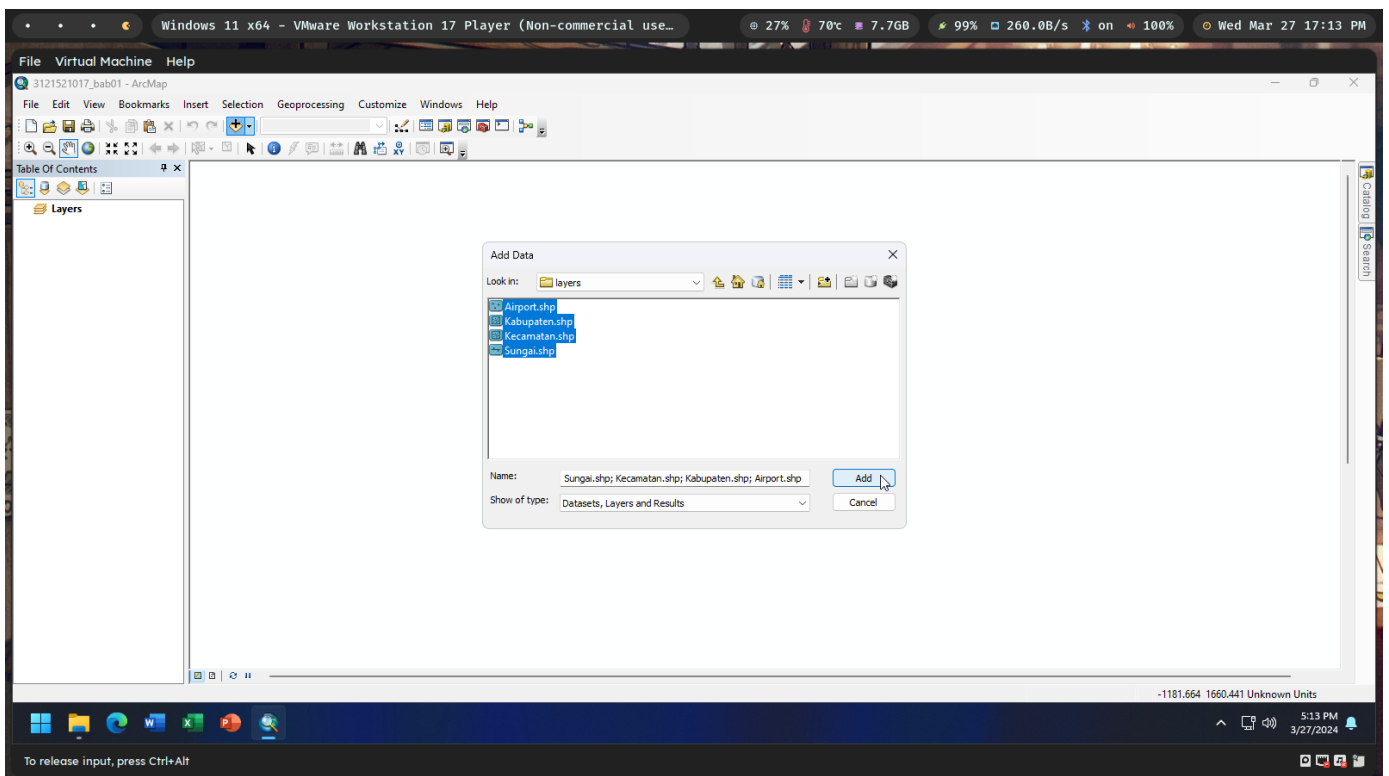 Windows 11 x64 - VMware Workstation 17 Player (Non-commercial use…
27% 70℃ 7.7GB
99% 260.0B/s on 100%
Wed Mar 27 17:13 PM
File Virtual Machine Help
3121521017_bab01 - ArcMap
File Edit View Bookmarks Insert Selection Geoprocessing Customize Windows Help
Table Of Contents
Layers
Catalog
Search
Add Data
Look in: layers
Airport.shp
Kabupaten.shp
Kecamatan.shp
Sungai.shp
Name: Sungai.shp; Kecamatan.shp; Kabupaten.shp; Airport.shp Add
Show of type: Datasets, Layers and Results Cancel
-1181.664 1660.441 Unknown Units
5:13 PM
3/27/2024
To release input, press Ctrl+Alt